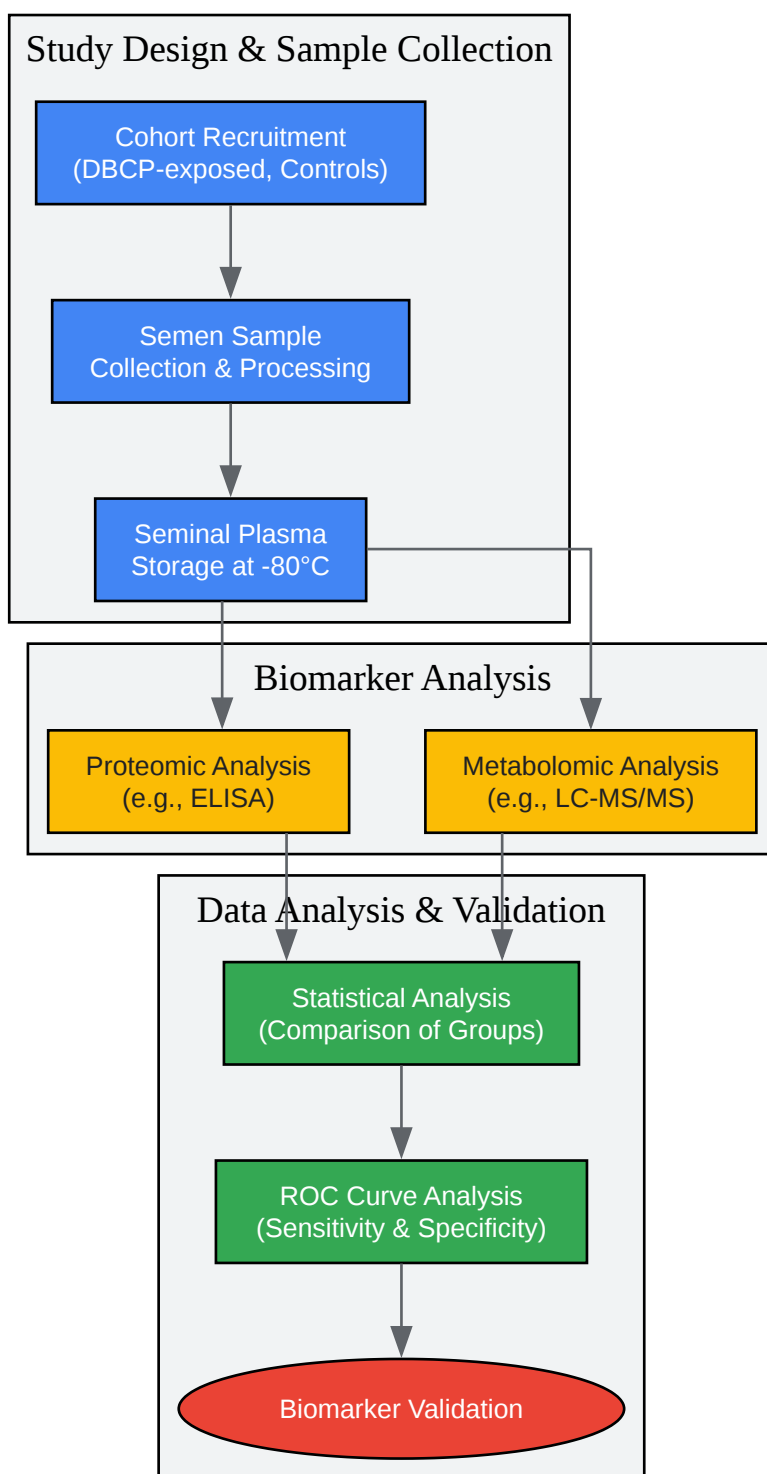 Study Design & Sample Collection
Cohort Recruitment
(DBCP-exposed, Controls)
Semen Sample
Collection & Processing
Seminal Plasma
Storage at -80°C
Biomarker Analysis
Proteomic Analysis
(e.g., ELISA)
Metabolomic Analysis
(e.g., LC-MS/MS)
Data Analysis & Validation
Statistical Analysis
(Comparison of Groups)
ROC Curve Analysis
(Sensitivity & Specificity)
Biomarker Validation